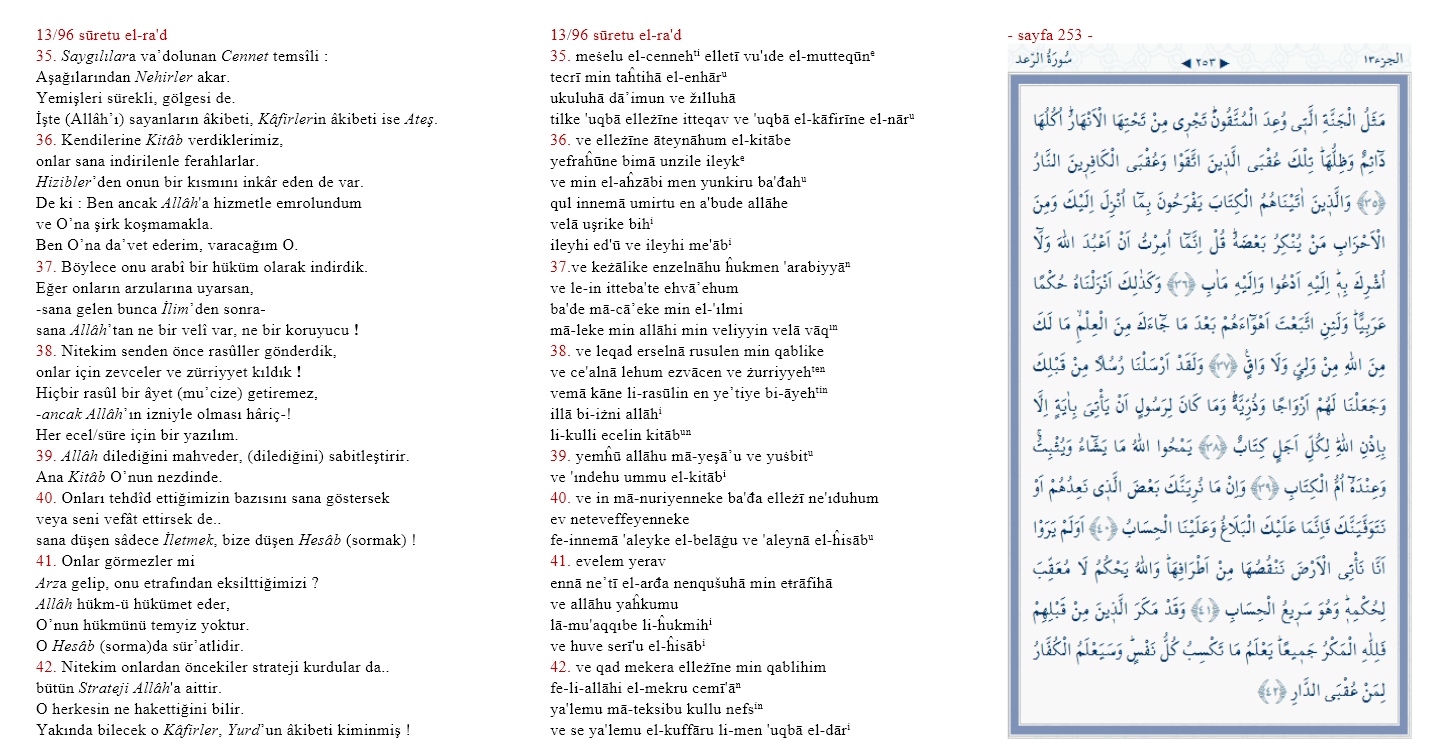 13/96 sūretu el-ra'd
35. Saygılılara va’dolunan Cennet temsîli :
Aşağılarından Nehirler akar.
Yemişleri sürekli, gölgesi de.
İşte (Allâh’ı) sayanların âkibeti, Kâfirlerin âkibeti ise Ateş.
36. Kendilerine Kitâb verdiklerimiz,
onlar sana indirilenle ferahlarlar.
Hizibler’den onun bir kısmını inkâr eden de var.
De ki : Ben ancak Allâh'a hizmetle emrolundum
ve O’na şirk koşmamakla.
Ben O’na da’vet ederim, varacağım O.
37. Böylece onu arabî bir hüküm olarak indirdik.
Eğer onların arzularına uyarsan,
-sana gelen bunca İlim’den sonra-
sana Allâh’tan ne bir velî var, ne bir koruyucu !
38. Nitekim senden önce rasûller gönderdik,
onlar için zevceler ve zürriyyet kıldık !
Hiçbir rasûl bir âyet (mu’cize) getiremez,
-ancak Allâh’ın izniyle olması hâriç-!
Her ecel/süre için bir yazılım.
39. Allâh dilediğini mahveder, (dilediğini) sabitleştirir.
Ana Kitâb O’nun nezdinde.
40. Onları tehdîd ettiğimizin bazısını sana göstersek
veya seni vefât ettirsek de..
sana düşen sâdece İletmek, bize düşen Hesâb (sormak) !
41. Onlar görmezler mi
Arza gelip, onu etrafından eksilttiğimizi ?
Allâh hükm-ü hükümet eder,
O’nun hükmünü temyiz yoktur.
O Hesâb (sorma)da sür’atlidir.
42. Nitekim onlardan öncekiler strateji kurdular da..
bütün Strateji Allâh'a aittir.
O herkesin ne hakettiğini bilir.
Yakında bilecek o Kâfirler, Yurd’un âkibeti kiminmiş !
13/96 sūretu el-ra'd
35. meṡelu el-cennehᵗⁱ elletī vu'ıde el-mutteqūnᵉ
tecrī min taĥtihā el-enhārᵘ
ukuluhā dā’imun ve žılluhā
tilke 'uqbā elleżīne itteqav ve 'uqbā el-kāfirīne el-nārᵘ
36. ve elleżīne āteynāhum el-kitābe
yefraĥūne bimā unzile ileykᵉ
ve min el-aĥzābi men yunkiru ba'đahᵘ
qul innemā umirtu en a'bude allāhe
velā uşrike bihⁱ
ileyhi ed'ū ve ileyhi me'ābⁱ
37.ve keżālike enzelnāhu ĥukmen 'arabiyyāⁿ
ve le-in itteba'te ehvā’ehum
ba'de mā-cā’eke min el-'ılmi
mā-leke min allāhi min veliyyin velā vāqⁱⁿ
38. ve leqad erselnā rusulen min qablike
ve ce'alnā lehum ezvācen ve żurriyyehᵗᵉⁿ
vemā kāne li-rasūlin en ye’tiye bi-āyehᵗⁱⁿ
illā bi-iżni allāhⁱ
li-kulli ecelin kitābᵘⁿ
39. yemĥū allāhu mā-yeşā’u ve yuṡbitᵘ
ve 'ındehu ummu el-kitābⁱ
40. ve in mā-nuriyenneke ba'đa elleżī ne'ıduhum
ev neteveffeyenneke
fe-innemā 'aleyke el-belāġu ve 'aleynā el-ĥisābᵘ
41. evelem yerav
ennā ne’tī el-arđa nenqušuhā min eŧrāfihā
ve allāhu yaĥkumu
lā-mu'aqqıbe li-ĥukmihⁱ
ve huve serī'u el-ĥisābⁱ
42. ve qad mekera elleżīne min qablihim
fe-li-allāhi el-mekru cemī'āⁿ
ya'lemu mā-teksibu kullu nefsⁱⁿ
ve se ya'lemu el-kuffāru li-men 'uqbā el-dārⁱ
- sayfa 253 -
سُورَةُ الرَّعْد ◀ ٢٥٣ ▶ الجزء ١٣
مَثَلُ الْجَنَّةِ الَّتٖي وُعِدَ الْمُتَّقُونَؕ تَجْرٖي مِنْ تَحْتِهَا الْاَنْهَارُؕ اُكُلُهَا
دَٓائِمٌ وَظِلُّهَاؕ تِلْكَ عُقْبَى الَّذٖينَ اتَّقَوْا وَعُقْبَى الْكَافِرٖينَ النَّارُ
﴿٣٥﴾ وَالَّذٖينَ اٰتَيْنَاهُمُ الْكِتَابَ يَفْرَحُونَ بِمَٓا اُنْزِلَ اِلَيْكَ وَمِنَ
الْاَحْزَابِ مَنْ يُنْكِرُ بَعْضَهُؕ قُلْ اِنَّمَٓا اُمِرْتُ اَنْ اَعْبُدَ اللّٰهَ وَلَٓا
اُشْرِكَ بِهٖؕ اِلَيْهِ اَدْعُوا وَاِلَيْهِ مَاٰبِ ﴿٣٦﴾ وَكَذٰلِكَ اَنْزَلْنَاهُ حُكْمًا
عَرَبِيًّاؕ وَلَئِنِ اتَّبَعْتَ اَهْوَٓاءَهُمْ بَعْدَ مَا جَٓاءَكَ مِنَ الْعِلْمِۙ مَا لَكَ
مِنَ اللّٰهِ مِنْ وَلِيٍّ وَلَا وَاقٍ ﴿٣٧﴾ وَلَقَدْ اَرْسَلْنَا رُسُلًا مِنْ قَبْلِكَ
وَجَعَلْنَا لَهُمْ اَزْوَاجًا وَذُرِّيَّةًؕ وَمَا كَانَ لِرَسُولٍ اَنْ يَأْتِيَ بِاٰيَةٍ اِلَّا
بِاِذْنِ اللّٰهِؕ لِكُلِّ اَجَلٍ كِتَابٌ ﴿٣٨﴾ يَمْحُوا اللّٰهُ مَا يَشَٓاءُ وَيُثْبِتُۚ
وَعِنْدَهُٓ اُمُّ الْكِتَابِ ﴿٣٩﴾ وَاِنْ مَا نُرِيَنَّكَ بَعْضَ الَّذٖي نَعِدُهُمْ اَوْ
نَتَوَفَّيَنَّكَ فَاِنَّمَا عَلَيْكَ الْبَلَاغُ وَعَلَيْنَا الْحِسَابُ ﴿٤٠﴾ اَوَلَمْ يَرَوْا
اَنَّا نَأْتِي الْاَرْضَ نَنْقُصُهَا مِنْ اَطْرَافِهَاؕ وَاللّٰهُ يَحْكُمُ لَا مُعَقِّبَ
لِحُكْمِهٖؕ وَهُوَ سَرٖيعُ الْحِسَابِ ﴿٤١﴾ وَقَدْ مَكَرَ الَّذٖينَ مِنْ قَبْلِهِمْ
فَلِلّٰهِ الْمَكْرُ جَمٖيعًاؕ يَعْلَمُ مَا تَكْسِبُ كُلُّ نَفْسٍؕ وَسَيَعْلَمُ الْكُفَّارُ
لِمَنْ عُقْبَى الدَّارِ ﴿٤٢﴾